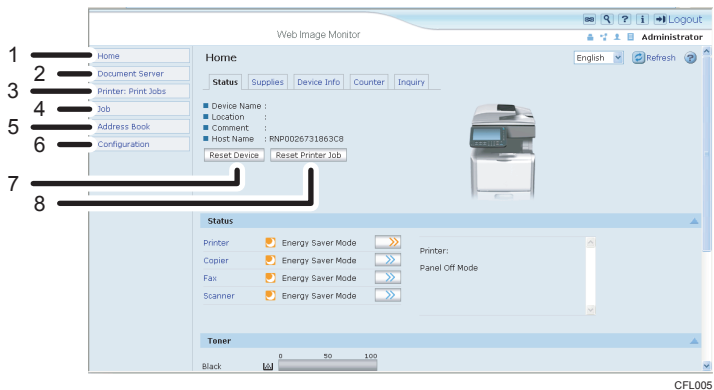 Logout
Web Image Monitor
Administrator
1 Home
2 Document Server
3 Printer: Print Jobs
4 Job
5 Address Book
6 Configuration
7
8
Home
English
Refresh
Status Supplies Device Info Counter Inquiry
Device Name :
Location :
Comment :
Host Name : RNP0026731863C8
Reset Device Reset Printer Job
Status
Printer Energy Saver Mode
Copier Energy Saver Mode
Fax Energy Saver Mode
Scanner Energy Saver Mode
Printer:
Panel Off Mode
Toner
0 50 100
Black
CFL005